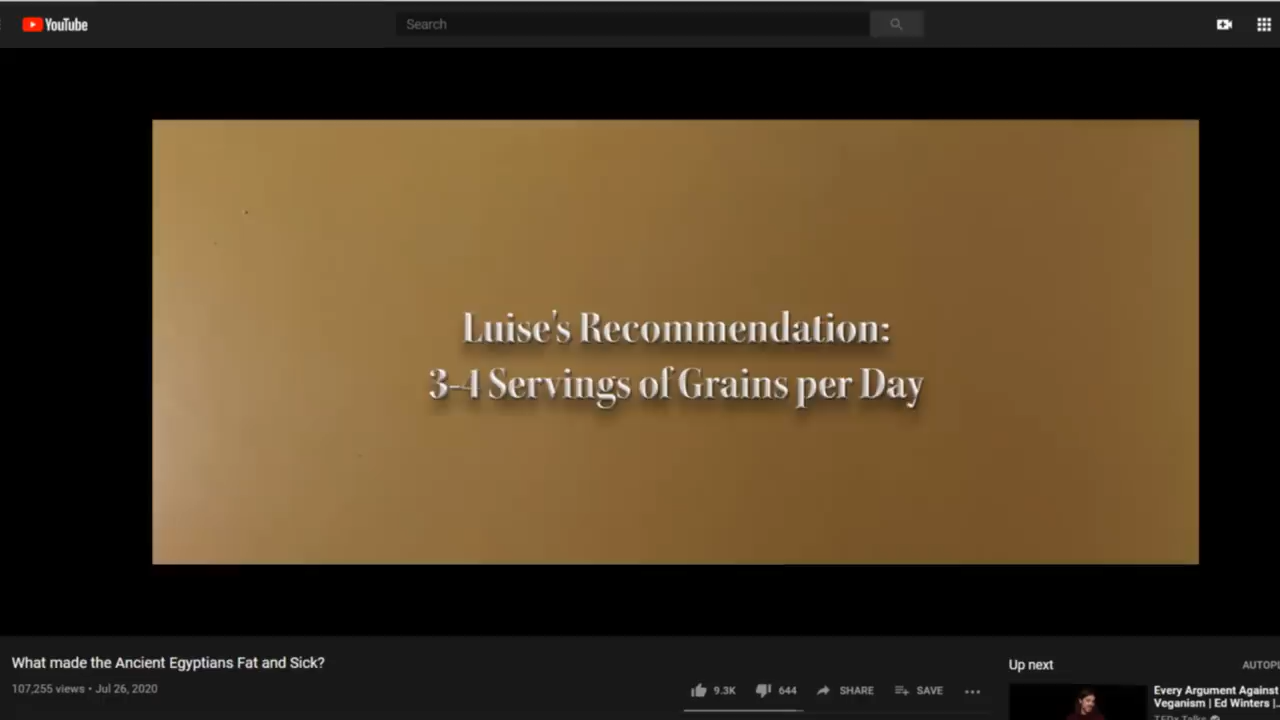 YouTube
Search
Luise's Recommendation:
3-4 Servings of Grains per Day
What made the Ancient Egyptians Fat and Sick?
107,255 views • Jul 26, 2020
9.3K
644
SHARE
SAVE
Up next
AUTOPL
Every Argument Against
Veganism | Ed Winters |
TEDx Talks